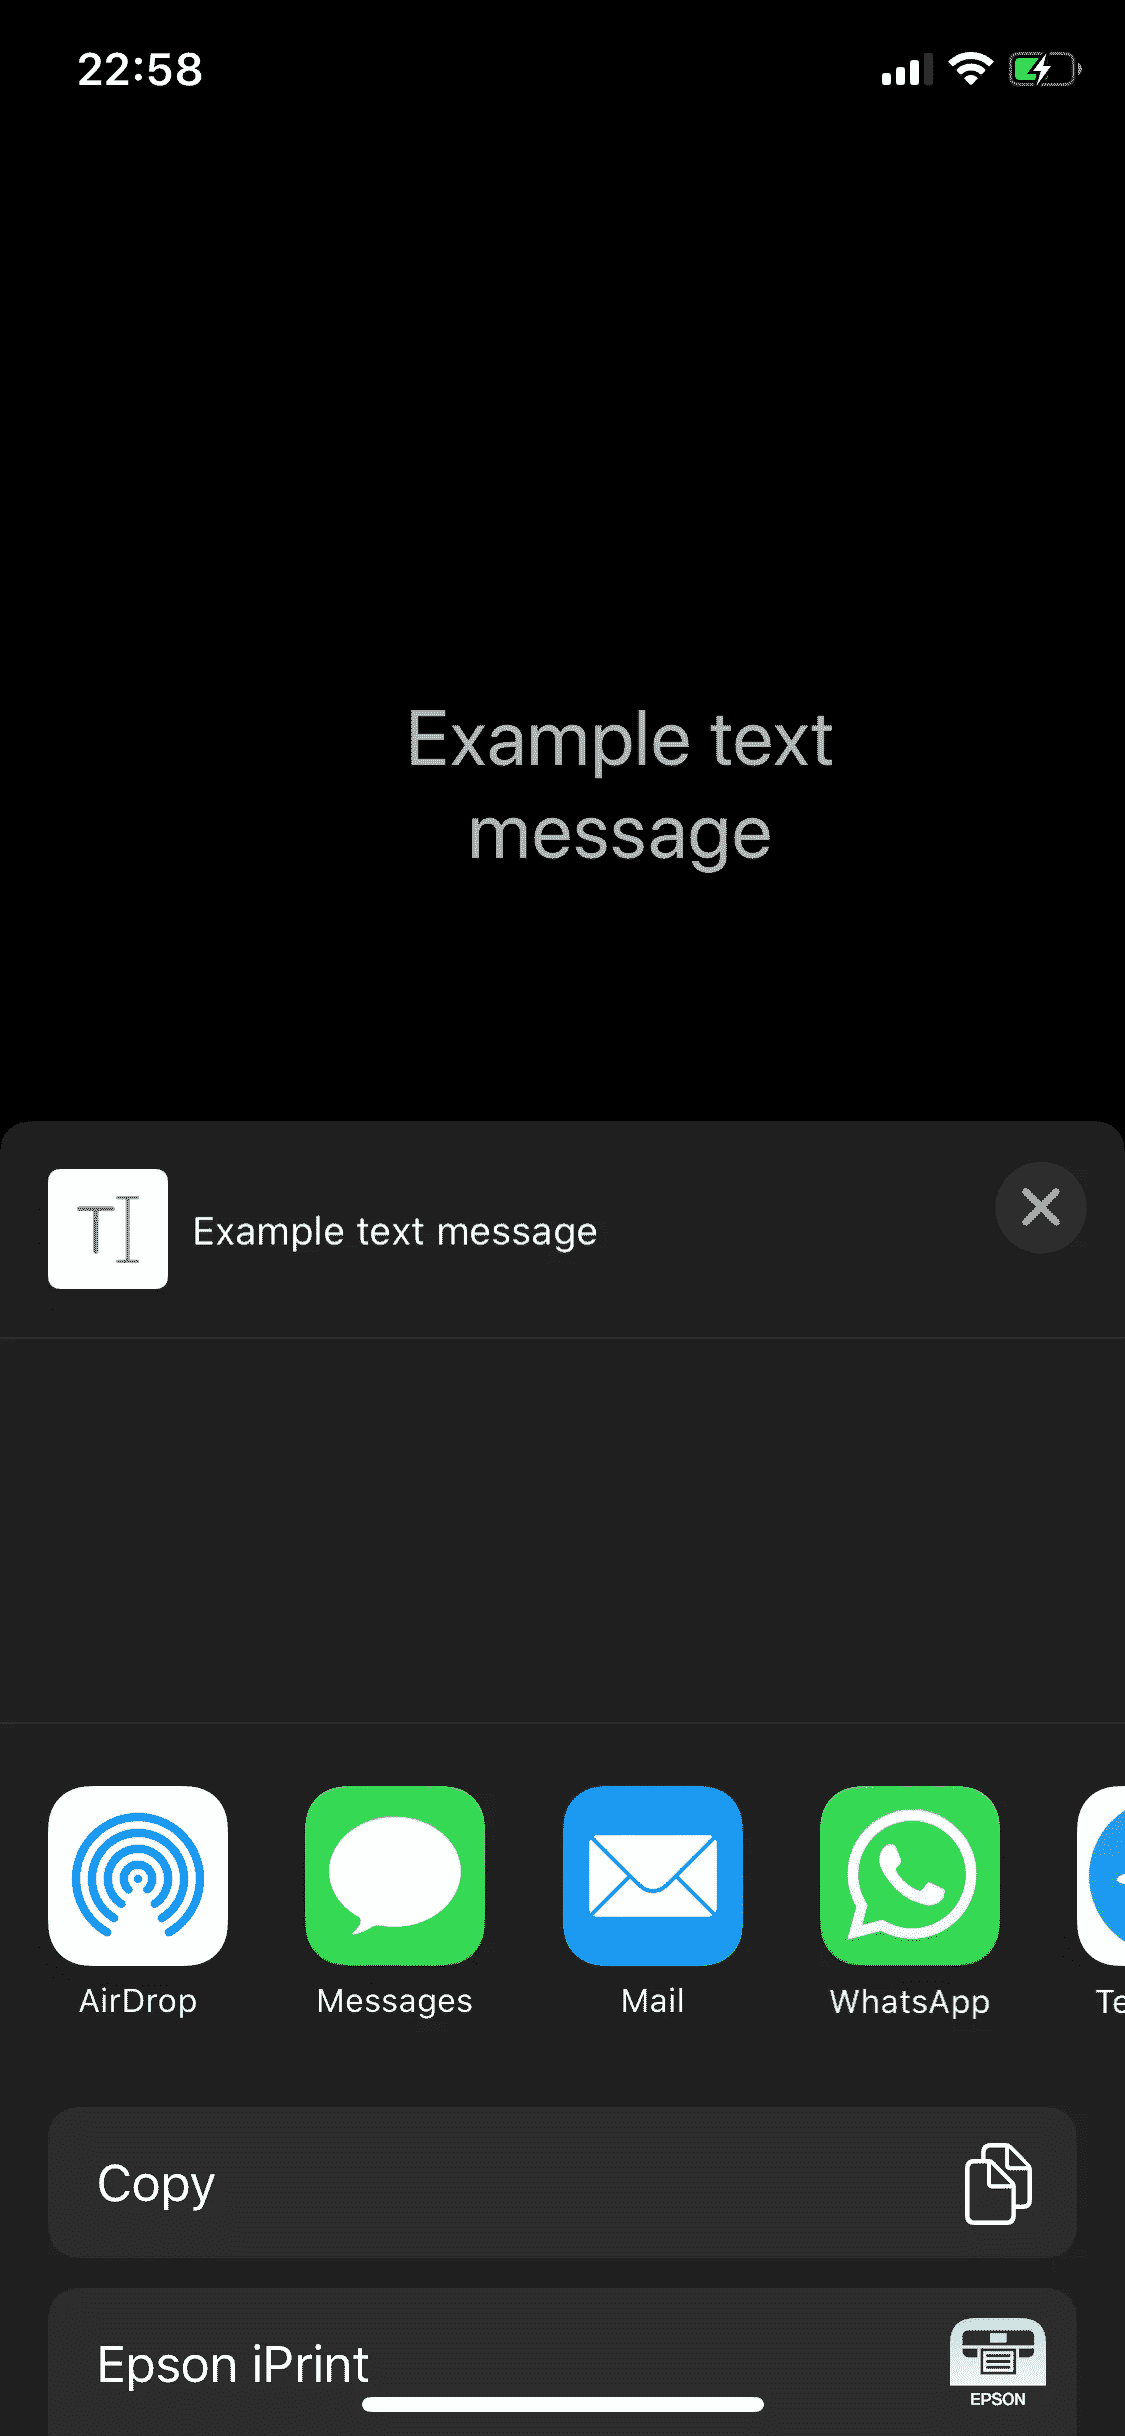 22:58
Example text
message
Example text message
AirDrop
Messages
Mail
WhatsApp
Te
Copy
Epson iPrint
EPSON